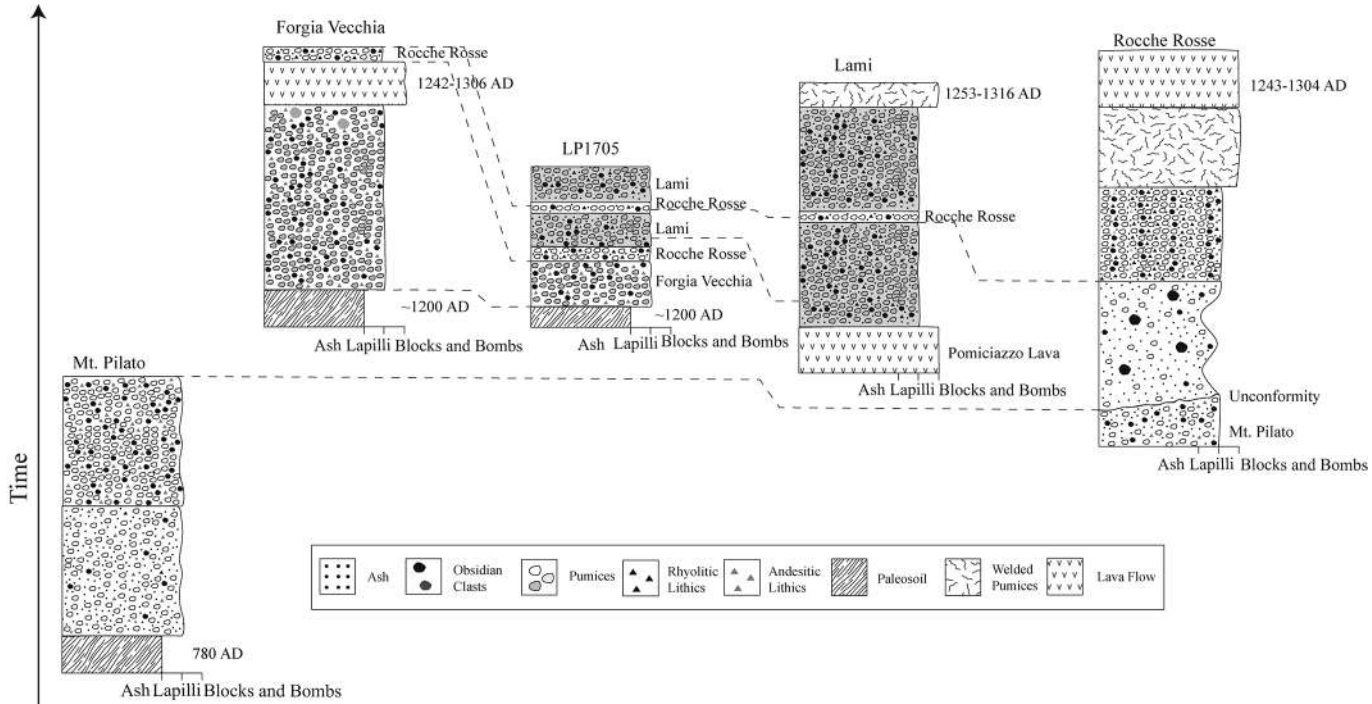 Time
Forgia Vecchia
Rocche Rosse
1242-1306 AD
~1200 AD
Ash Lapilli Blocks and Bombs
LP1705
Lami
Rocche Rosse
Lami
Rocche Rosse
Forgia Vecchia
~1200 AD
Ash Lapilli Blocks and Bombs
Lami
1253-1316 AD
Rocche Rosse
Pomiciazzo Lava
Ash Lapilli Blocks and Bombs
Rocche Rosse
1243-1304 AD
Unconformity
Mt. Pilato
Ash Lapilli Blocks and Bombs
Mt. Pilato
780 AD
Ash Lapilli Blocks and Bombs
Ash
Obsidian
Clasts
Pumices
Rhyolitic
Lithics
Andesitic
Lithics
Paleosoil
Welded
Pumices
Lava Flow